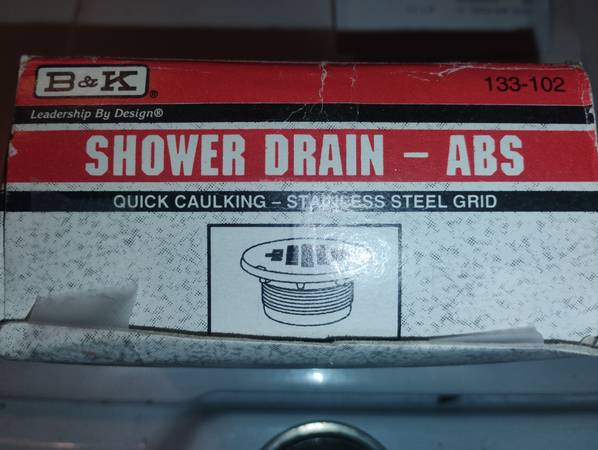 B&K® 133-102
Leadership By Design®
SHOWER DRAIN - ABS
QUICK CAULKING - STAINLESS STEEL GRID